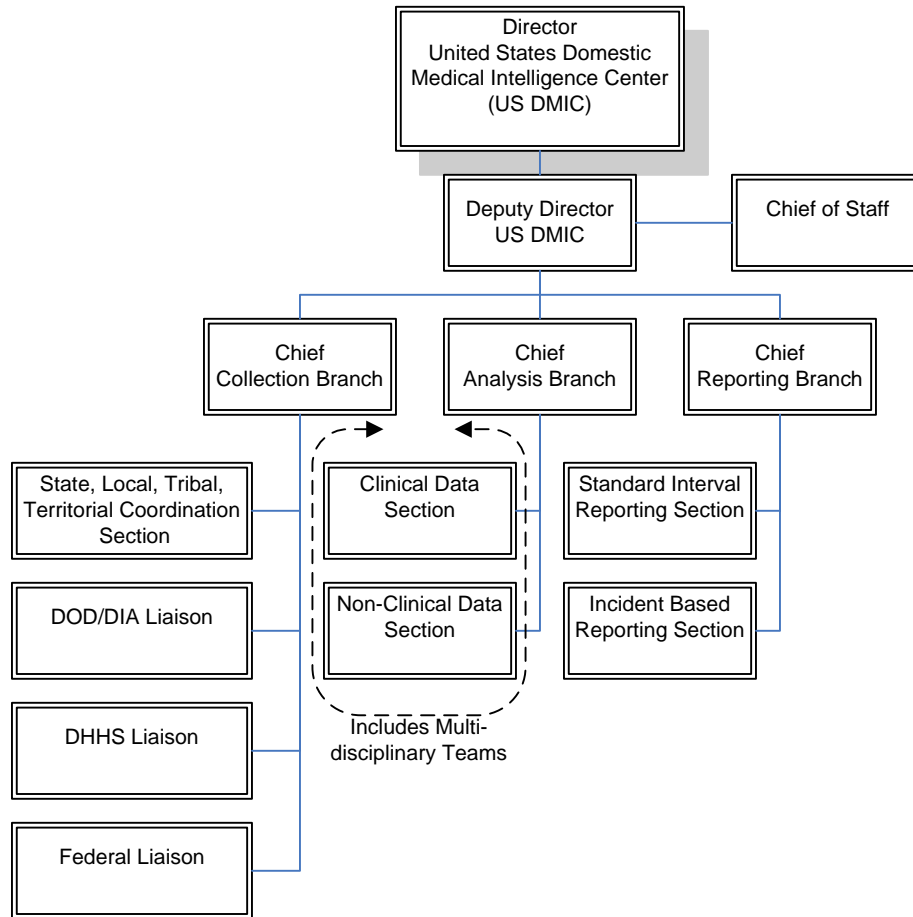 Director
United States Domestic
Medical Intelligence Center
(US DMIC)
Deputy Director
US DMIC
Chief of Staff
Chief
Collection Branch
Chief
Analysis Branch
Chief
Reporting Branch
State, Local, Tribal,
Territorial Coordination
Section
Clinical Data
Section
Standard Interval
Reporting Section
DOD/DIA Liaison
Non-Clinical Data
Section
Incident Based
Reporting Section
DHHS Liaison
Includes Multi-
disciplinary Teams
Federal Liaison